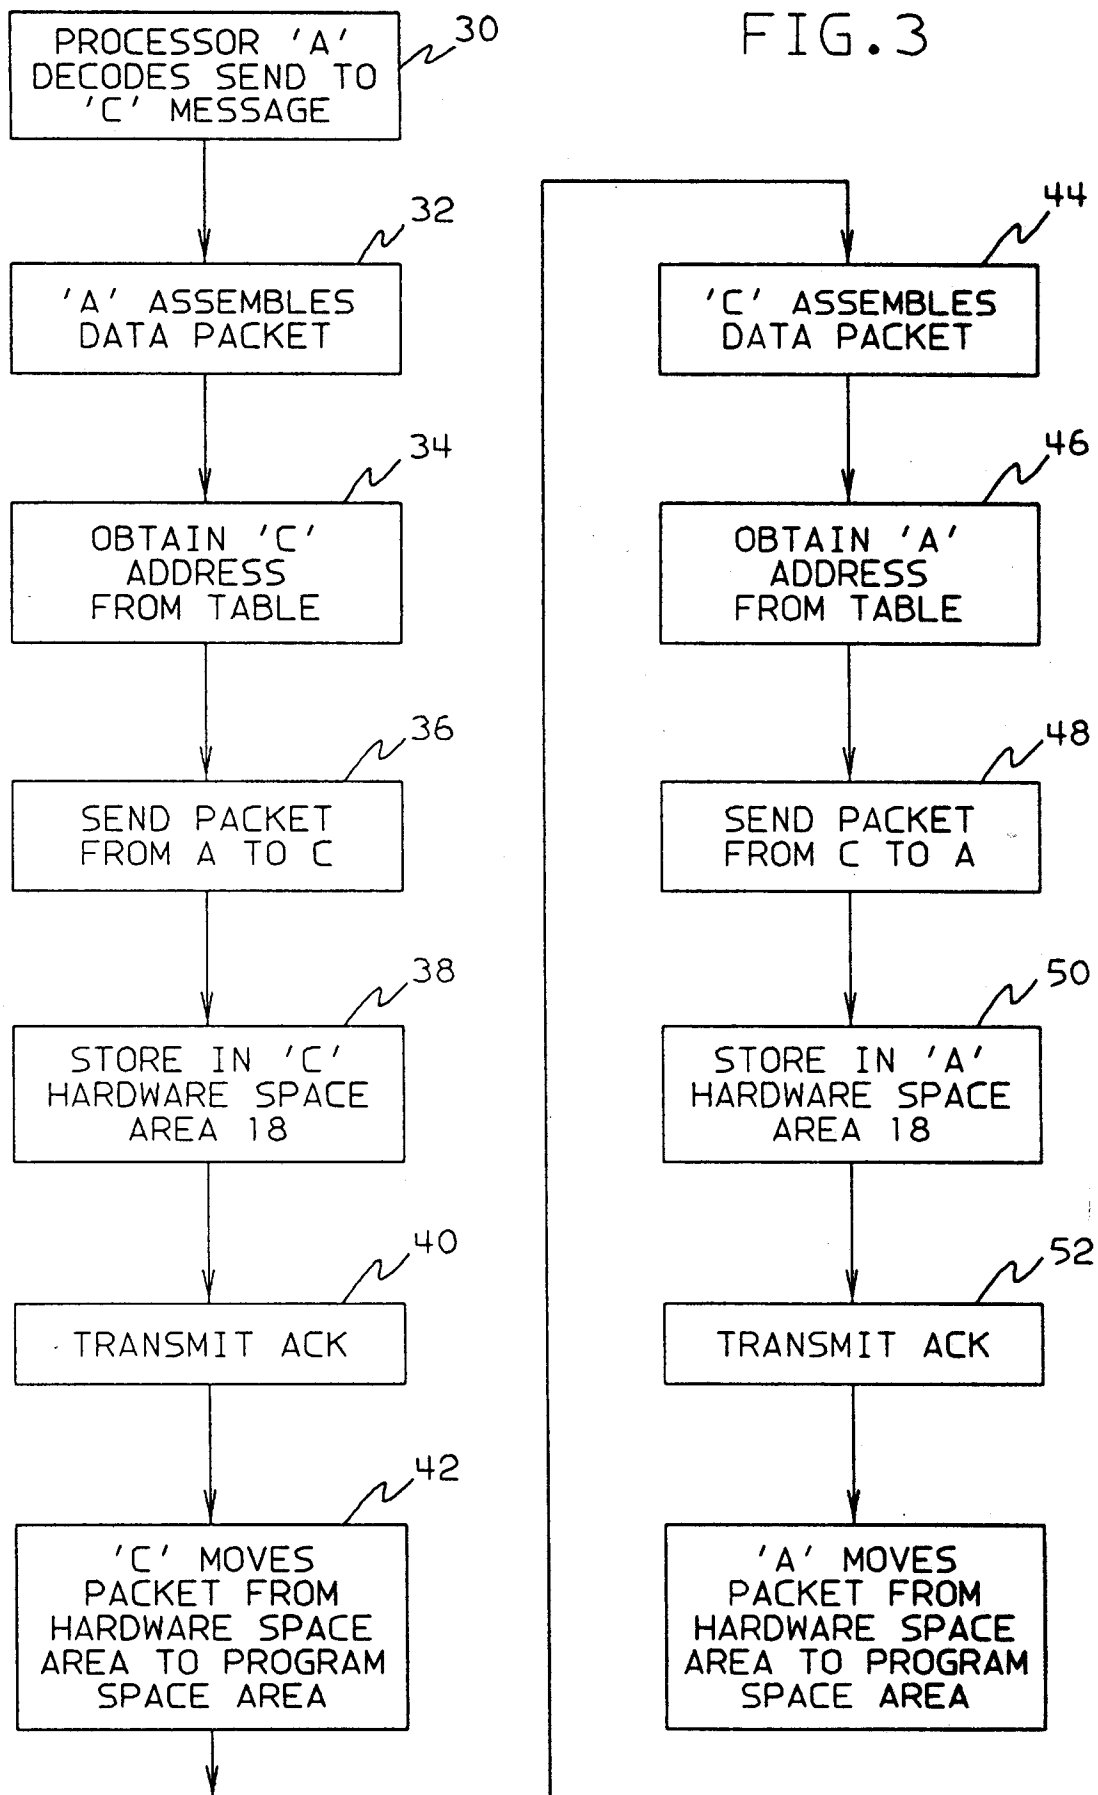 FIG.3
30
PROCESSOR 'A'
DECODES SEND TO
'C' MESSAGE
32
'A' ASSEMBLES
DATA PACKET
34
OBTAIN 'C'
ADDRESS
FROM TABLE
36
SEND PACKET
FROM A TO C
38
STORE IN 'C'
HARDWARE SPACE
AREA 18
40
TRANSMIT ACK
42
'C' MOVES
PACKET FROM
HARDWARE SPACE
AREA TO PROGRAM
SPACE AREA
44
'C' ASSEMBLES
DATA PACKET
46
OBTAIN 'A'
ADDRESS
FROM TABLE
48
SEND PACKET
FROM C TO A
50
STORE IN 'A'
HARDWARE SPACE
AREA 18
52
TRANSMIT ACK
'A' MOVES
PACKET FROM
HARDWARE SPACE
AREA TO PROGRAM
SPACE AREA